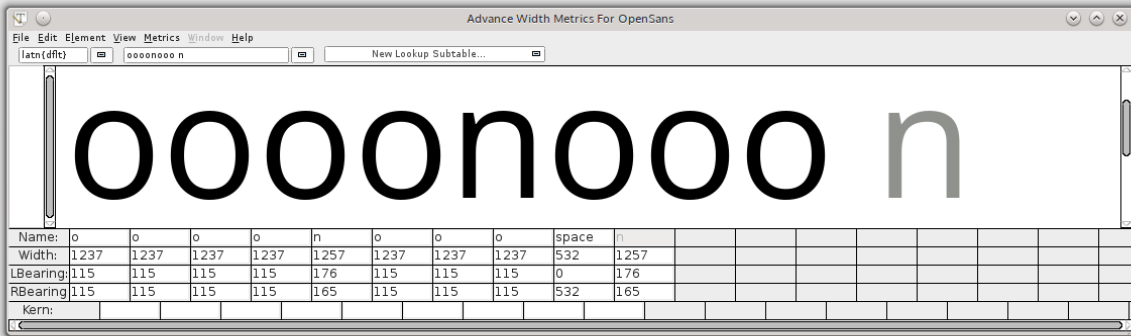 Advance Width Metrics For OpenSans
File Edit Element View Metrics Window Help
latn{dflt} oooonooo n New Lookup Subtable...
oooonooo n
Name: o o o o n o o o space n
Width: 1237 1237 1237 1237 1257 1237 1237 1237 532 1257
LBearing: 115 115 115 115 176 115 115 115 0 176
RBearing 115 115 115 115 165 115 115 115 532 165
Kern: